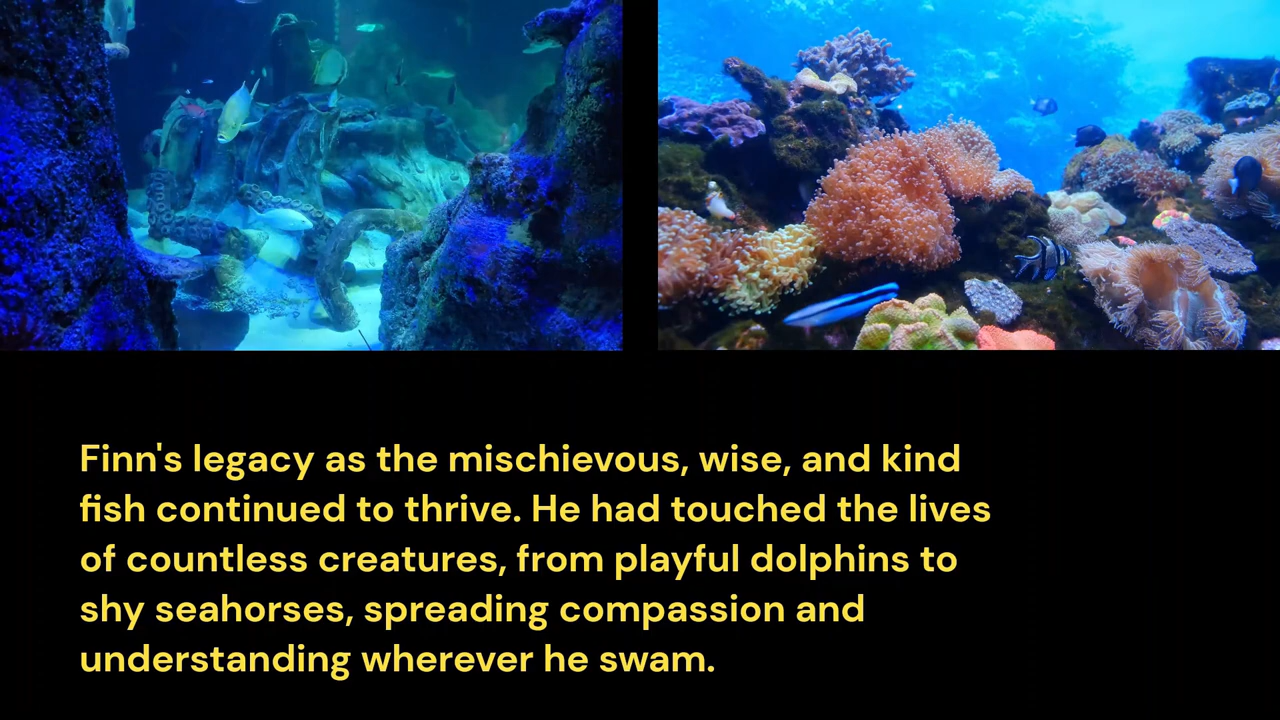 Finn's legacy as the mischievous, wise, and kind
fish continued to thrive. He had touched the lives
of countless creatures, from playful dolphins to
shy seahorses, spreading compassion and
understanding wherever he swam.